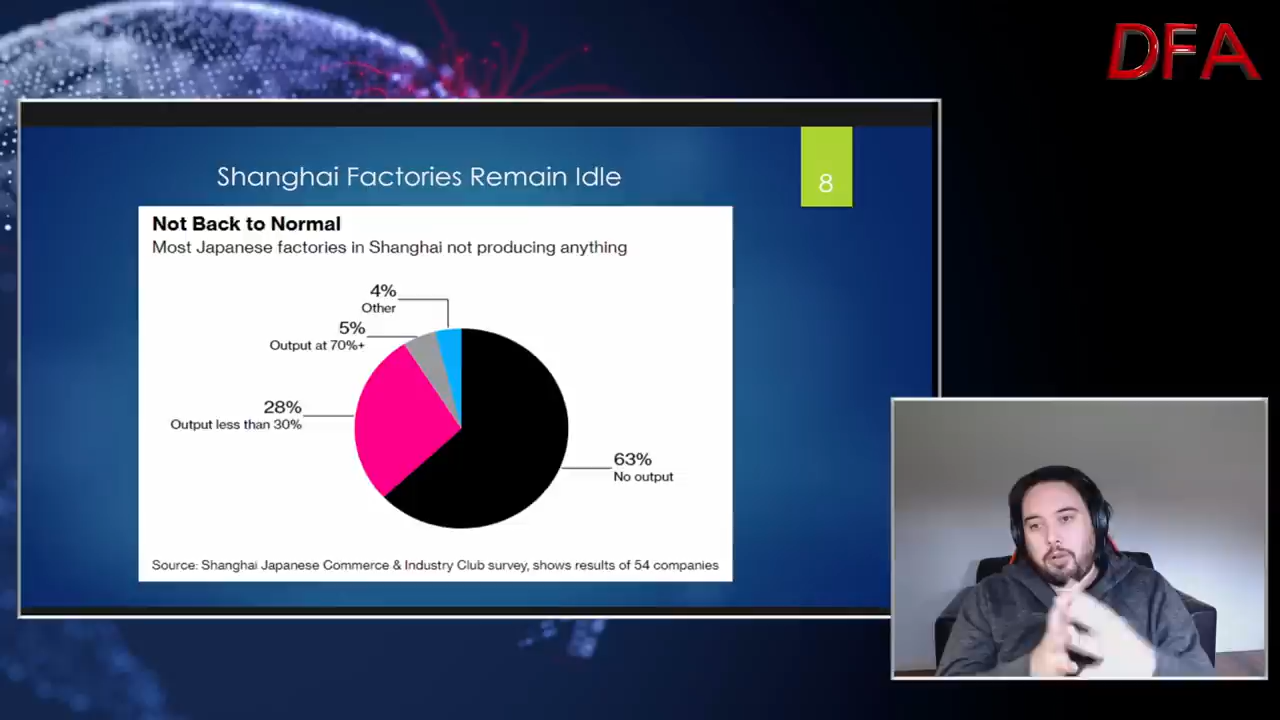 DFA
Shanghai Factories Remain Idle
8
Not Back to Normal
Most Japanese factories in Shanghai not producing anything
4%
Other
5%
Output at 70%+
28%
Output less than 30%
63%
No output
Source: Shanghai Japanese Commerce & Industry Club survey, shows results of 54 companies